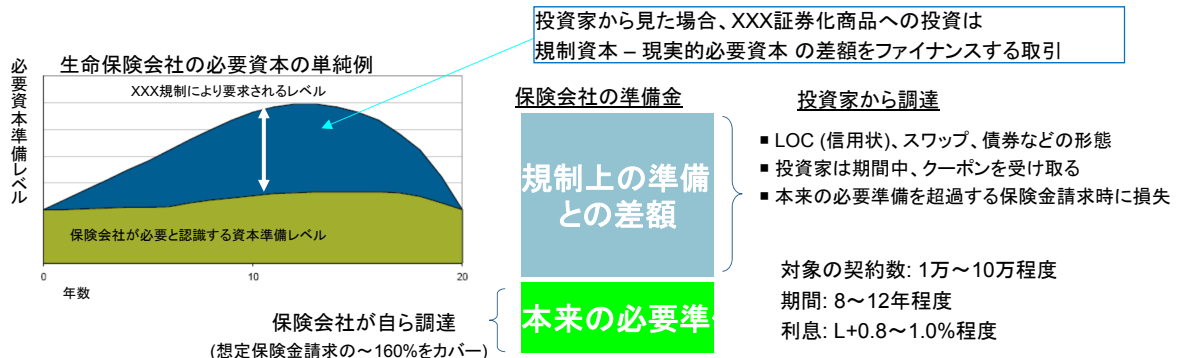 投資家から見た場合、XXX証券化商品への投資は
規制資本 – 現実的必要資本 の差額をファイナンスする取引
生命保険会社の必要資本の単純例
必要資本準備レベル
XXX規制により要求されるレベル
保険会社が必要と認識する資本準備レベル
0
10
20
年数
保険会社の準備金
投資家から調達
規制上の準備
との差額
■ LOC (信用状)、スワップ、債券などの形態
■ 投資家は期間中、クーポンを受け取る
■ 本来の必要準備を超過する保険金請求時に損失
対象の契約数: 1万～10万程度
期間: 8～12年程度
利息: L+0.8～1.0%程度
保険会社が自ら調達
(想定保険金請求の～160%をカバー)
本来の必要準